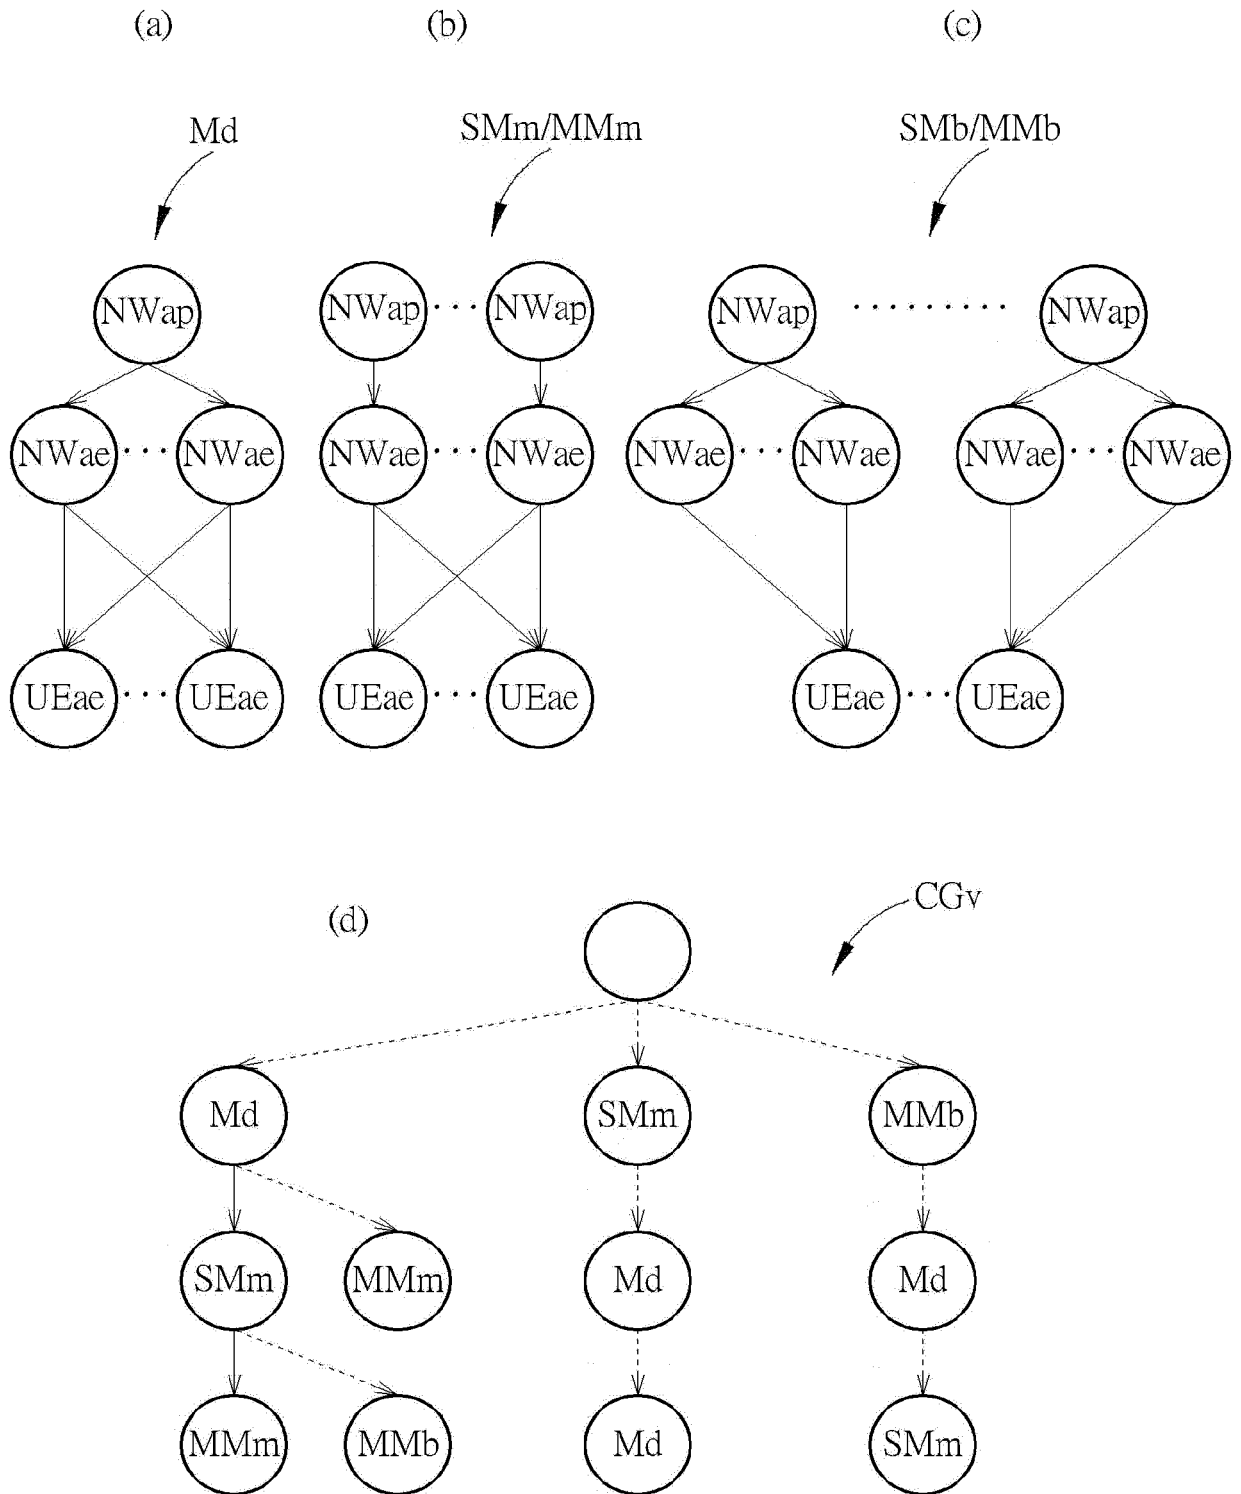 (a) (b) (c)
Md SMm/MMm SMb/MMb
NWap NWap ··· NWap NWap ········· NWap
NWae ··· NWae NWae ··· NWae NWae ··· NWae NWae ··· NWae
UEae ··· UEae UEae ··· UEae UEae ··· UEae
CGv
(d)
Md SMm MMb
SMm MMm Md Md
MMm MMb Md SMm